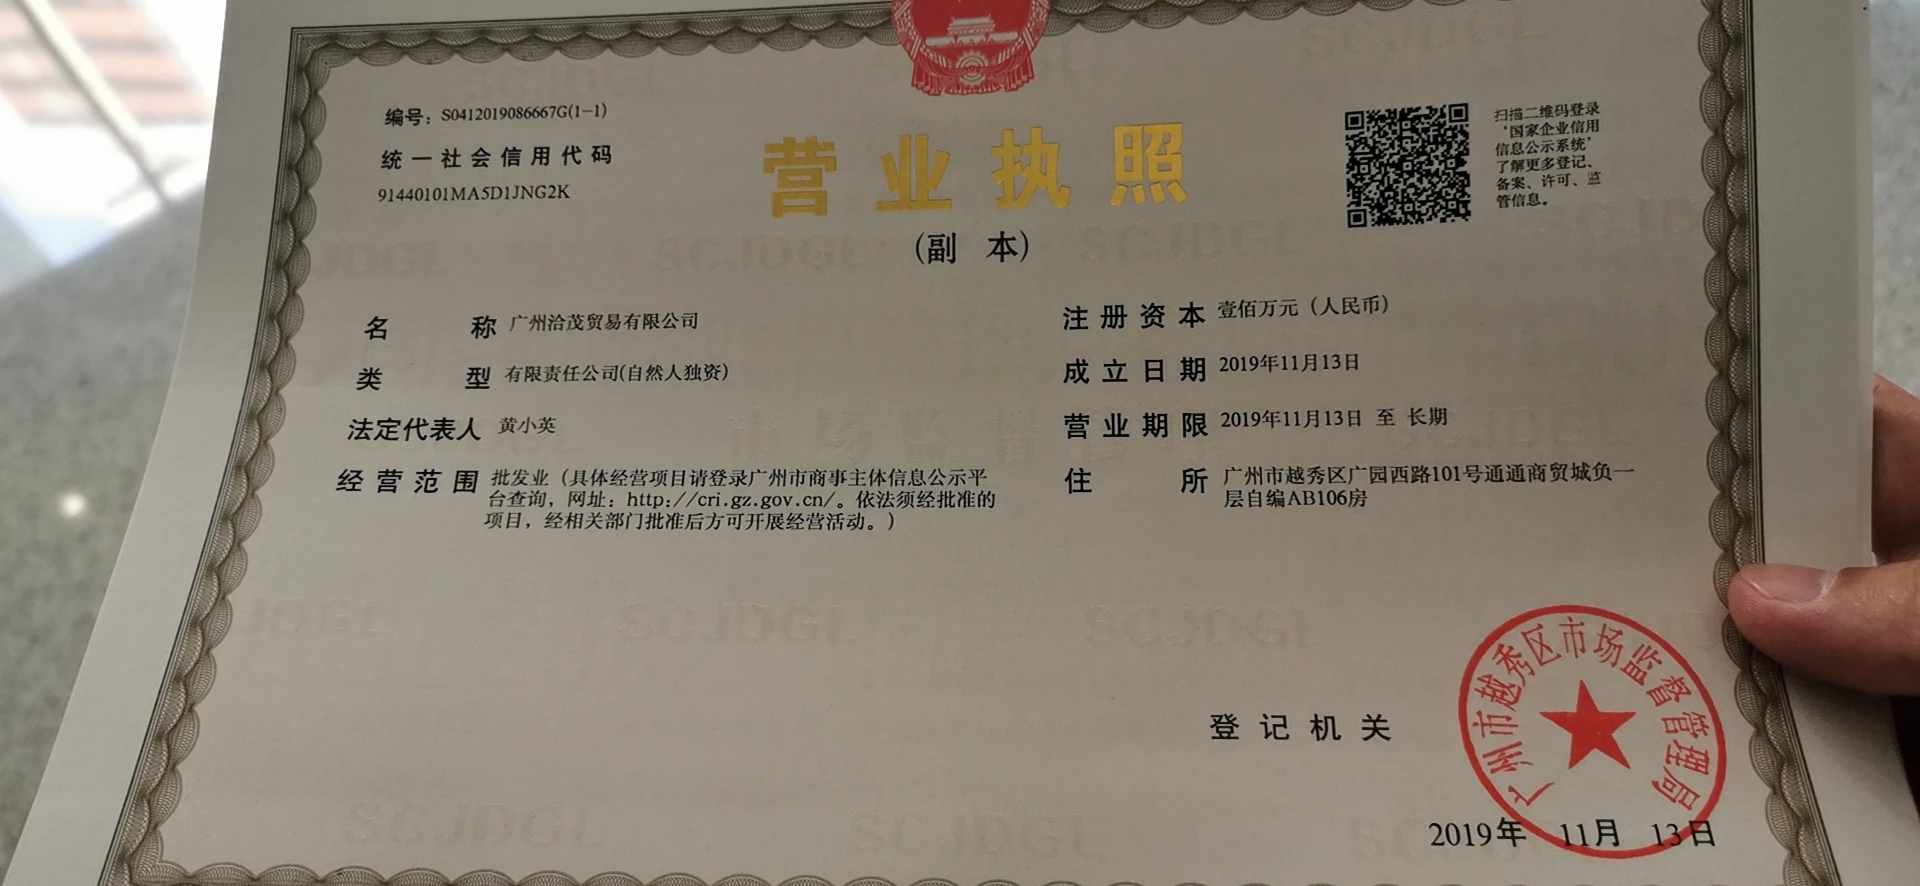 编号：S0412019086667G(1-1)
统一社会信用代码
91440101MA5D1JNG2K
营业执照
(副 本)
扫描二维码登录
‘国家企业信用
信息公示系统’
了解更多登记、
备案、许可、监
管信息。
名 称 广州洽茂贸易有限公司
类 型 有限责任公司(自然人独资)
法定代表人 黄小英
经营范围 批发业（具体经营项目请登录广州市商事主体信息公示平
台查询，网址：http://cri.gz.gov.cn/。依法须经批准的
项目，经相关部门批准后方可开展经营活动。）
注册资本 壹佰万元（人民币）
成立日期 2019年11月13日
营业期限 2019年11月13日 至 长期
住 所 广州市越秀区广园西路101号通通商贸城负一
层自编AB106房
登记机关
广州市越秀区市场监督管理局
2019年 11月 13日
SCJDGL
市场监督管理